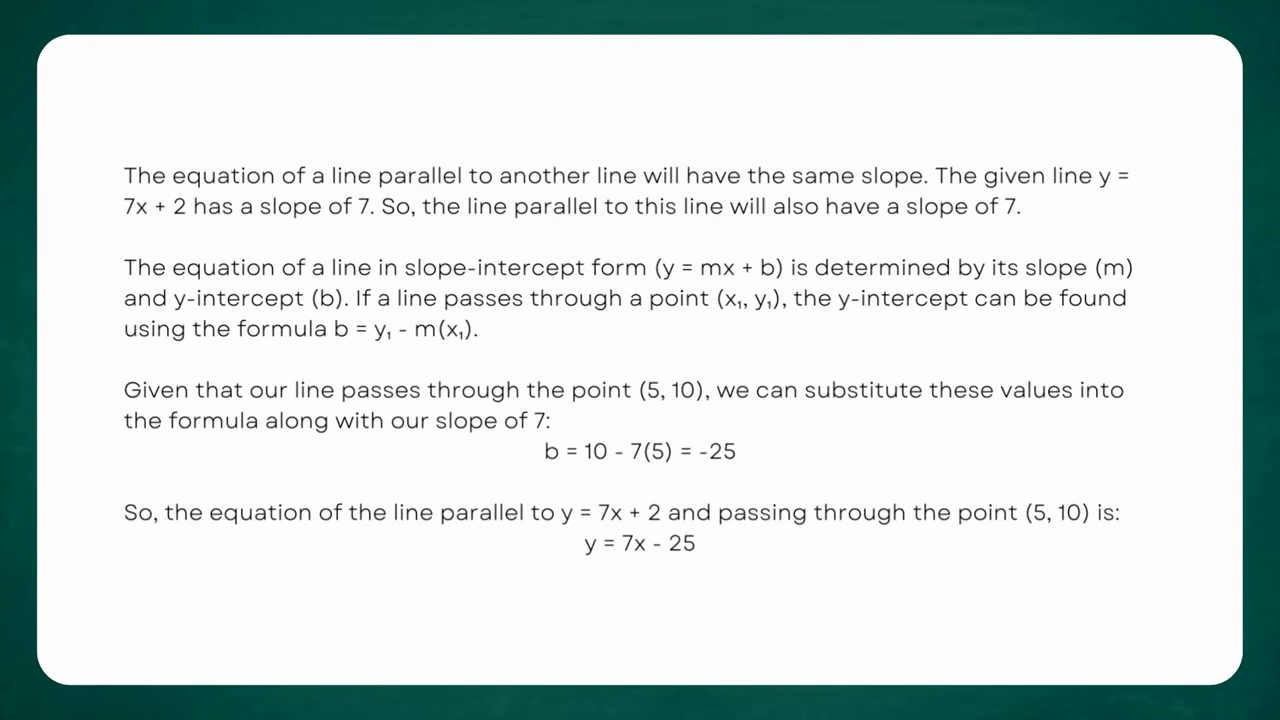 The equation of a line parallel to another line will have the same slope. The given line y =
7x + 2 has a slope of 7. So, the line parallel to this line will also have a slope of 7.
The equation of a line in slope-intercept form (y = mx + b) is determined by its slope (m)
and y-intercept (b). If a line passes through a point (x₁, y₁), the y-intercept can be found
using the formula b = y₁ - m(x₁).
Given that our line passes through the point (5, 10), we can substitute these values into
the formula along with our slope of 7:
b = 10 - 7(5) = -25
So, the equation of the line parallel to y = 7x + 2 and passing through the point (5, 10) is:
y = 7x - 25